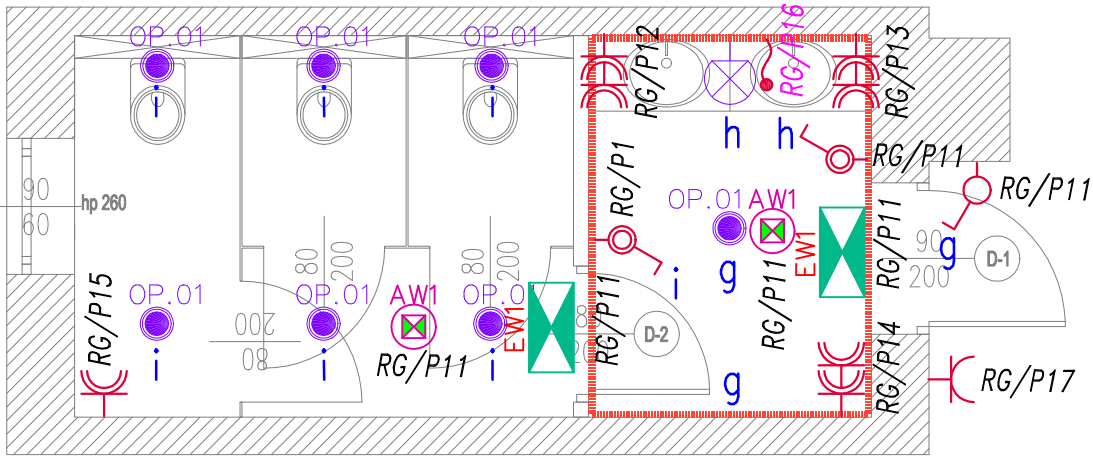 OP.01
OP.01
OP.01
RG/P12
RG/P16
RG/P13
i
i
i
h
h
RG/P11
RG/P1
90
60
hp 260
OP.01
AW1
RG/P11
RG/P11
EW1
g
90
200
D-1
g
i
RG/P11
80
200
80
200
RG/P15
OP.01
OP.01
OP.01
AW1
EW1
RG/P11
200
80
D-2
RG/P11
i
i
i
g
RG/P14
RG/P17